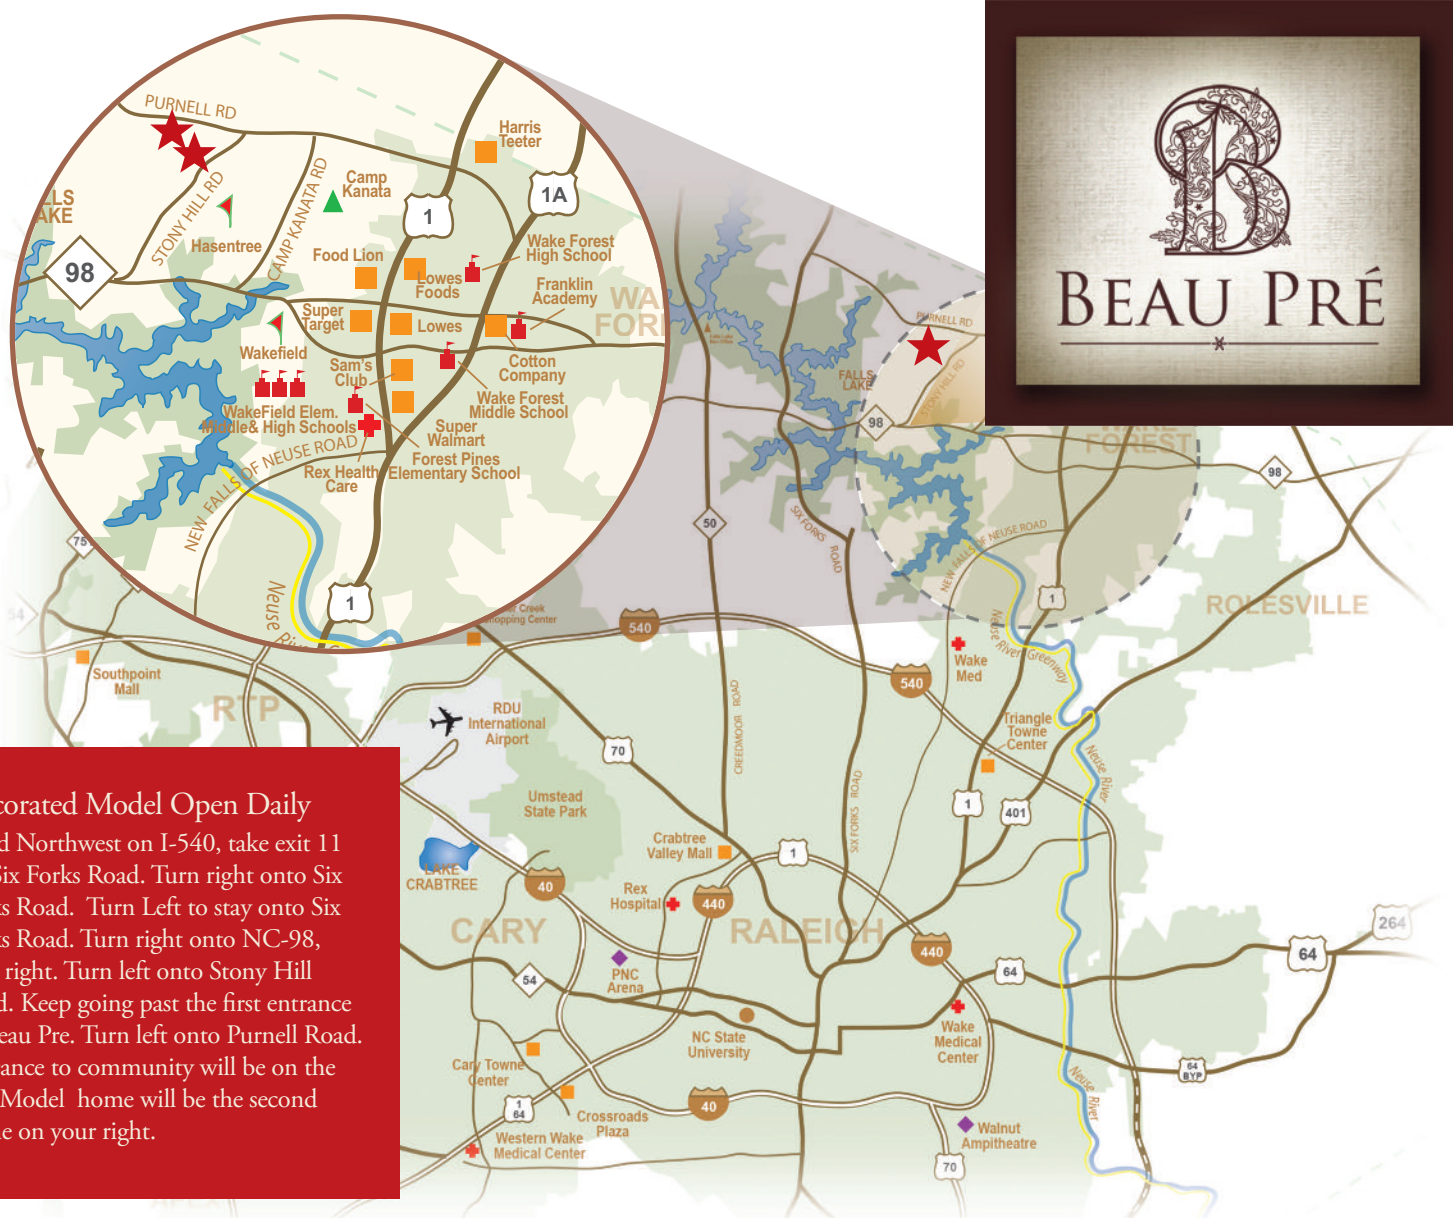 BEAU PRÉ
PURNELL RD
STONY HILL RD
CAMP KANATA RD
Harris
Teeter
Camp
Kanata
1
1A
98
Hasentree
Food Lion
Lowes
Foods
Wake Forest
High School
Franklin
Academy
Super
Target
Lowes
Wakefield
Sam's
Club
Cotton
Company
Wake Forest
Middle School
WakeField Elem.
Middle& High Schools
Super
Walmart
Forest Pines
Elementary School
Rex Health
Care
NEW FALLS OF NEUSE ROAD
1
PURNELL RD
STONY HILL RD
FALLS
LAKE
98
FOREST
98
50
SIX FORKS ROAD
NEW FALLS OF NEUSE ROAD
1
ROLESVILLE
Neuse River Greenway
540
540
Southpoint
Mall
RTP
RDU
International
Airport
Wake
Med
Triangle
Towne
Center
70
CREEDMOOR ROAD
SIX FORKS ROAD
Neuse River
Umstead
State Park
1
401
Crabtree
Valley Mall
1
LAKE
CRABTREE
40
Rex
Hospital
440
CARY
RALEIGH
440
264
64
54
PNC
Arena
64
NC State
University
Wake
Medical
Center
Cary Towne
Center
64
BYP
Neuse River
1
64
40
Crossroads
Plaza
Western Wake
Medical Center
Walnut
Ampitheatre
70
orated Model Open Daily
d Northwest on I-540, take exit 11
Six Forks Road. Turn right onto Six
s Road. Turn Left to stay onto Six
s Road. Turn right onto NC-98,
right. Turn left onto Stony Hill
d. Keep going past the first entrance
eau Pre. Turn left onto Purnell Road.
ance to community will be on the
Model home will be the second
e on your right.